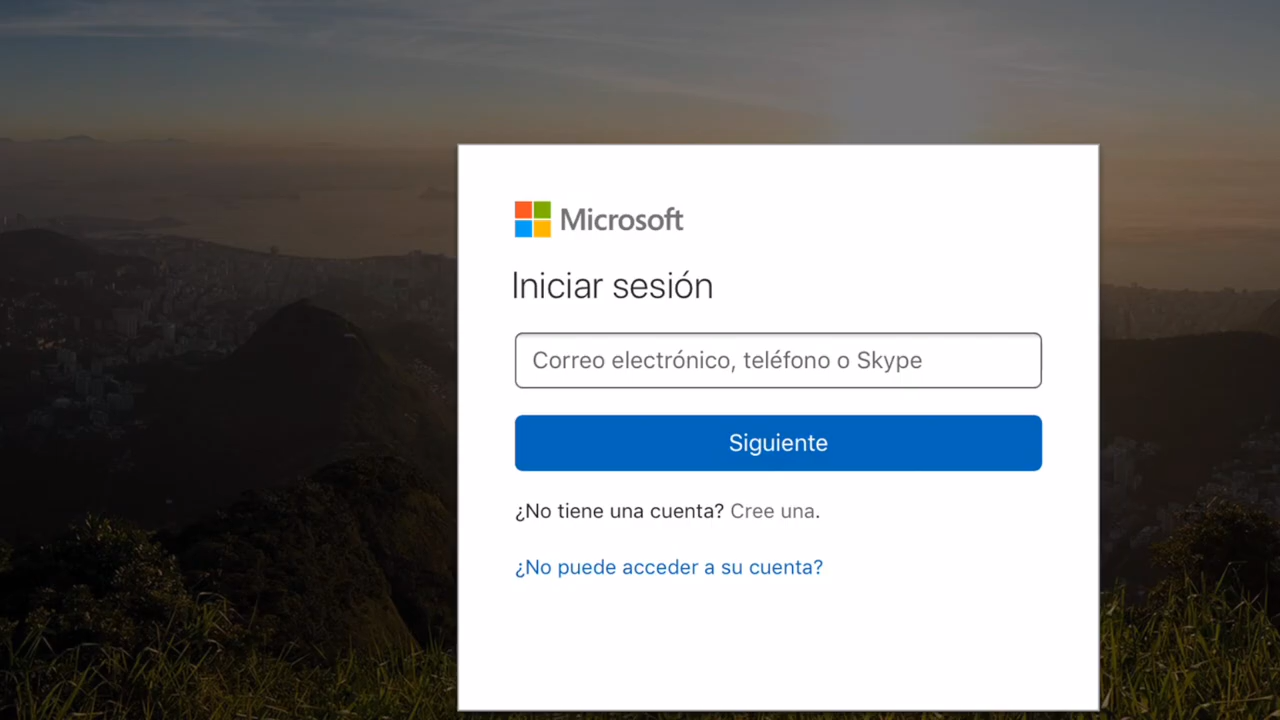 Microsoft
Iniciar sesión
Correo electrónico, teléfono o Skype
Siguiente
¿No tiene una cuenta? Cree una.
¿No puede acceder a su cuenta?